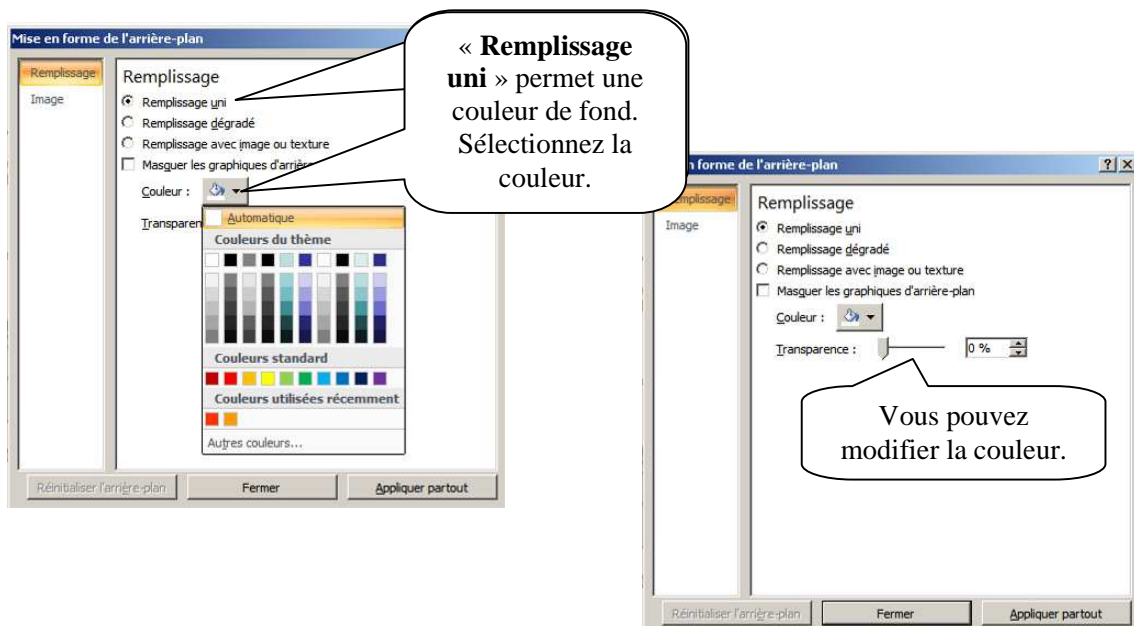 Mise en forme de l'arrière-plan
Remplissage
Image
Remplissage
Remplissage uni
Remplissage dégradé
Remplissage avec image ou texture
Masquer les graphiques d'arrière
Couleur :
Transparen
Automatique
Couleurs du thème
Couleurs standard
Couleurs utilisées récemment
Autres couleurs...
Réinitialiser l'arrière-plan
Fermer
Appliquer partout
« Remplissage
uni » permet une
couleur de fond.
Sélectionnez la
couleur.
en forme de l'arrière-plan
Remplissage
Image
Remplissage
Remplissage uni
Remplissage dégradé
Remplissage avec image ou texture
Masquer les graphiques d'arrière-plan
Couleur :
Transparence :
0 %
Vous pouvez
modifier la couleur.
Réinitialiser l'arrière-plan
Fermer
Appliquer partout